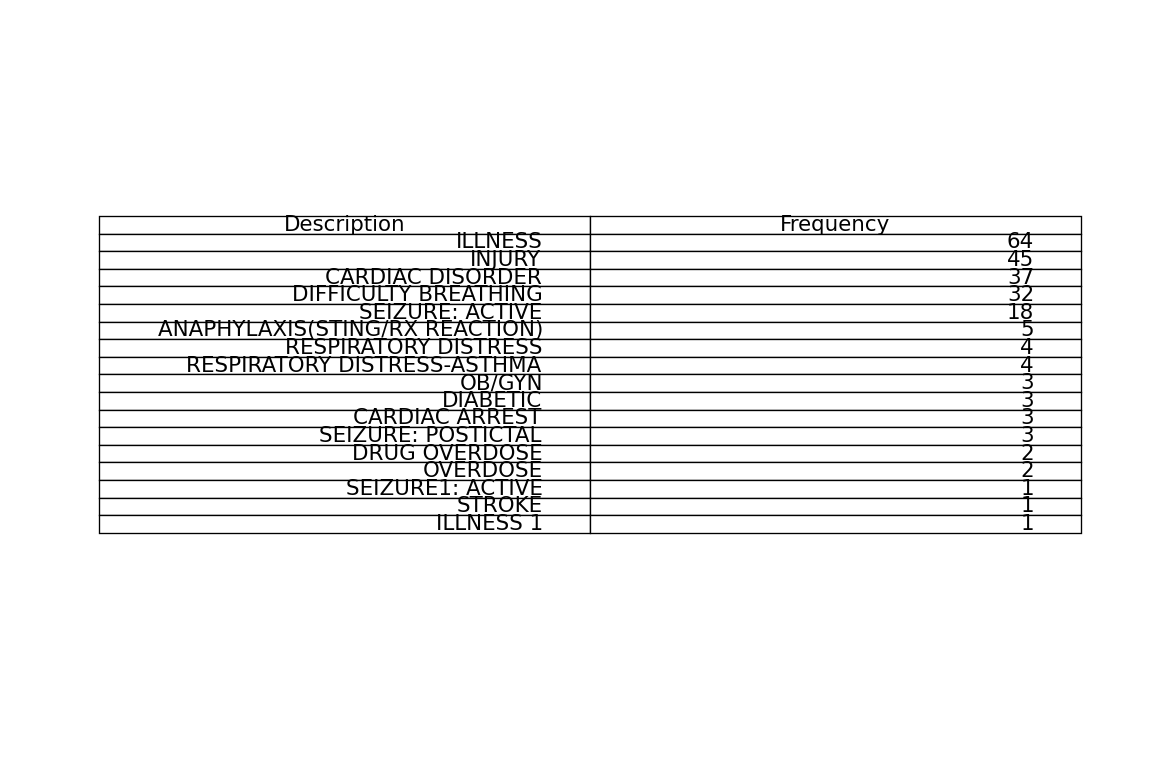 Description Frequency
ILLNESS 64
INJURY 45
CARDIAC DISORDER 37
DIFFICULTY BREATHING 32
SEIZURE: ACTIVE 18
ANAPHYLAXIS(STING/RX REACTION) 5
RESPIRATORY DISTRESS 4
RESPIRATORY DISTRESS-ASTHMA 4
OB/GYN 3
DIABETIC 3
CARDIAC ARREST 3
SEIZURE: POSTICTAL 3
DRUG OVERDOSE 2
OVERDOSE 2
SEIZURE1: ACTIVE 1
STROKE 1
ILLNESS 1 1